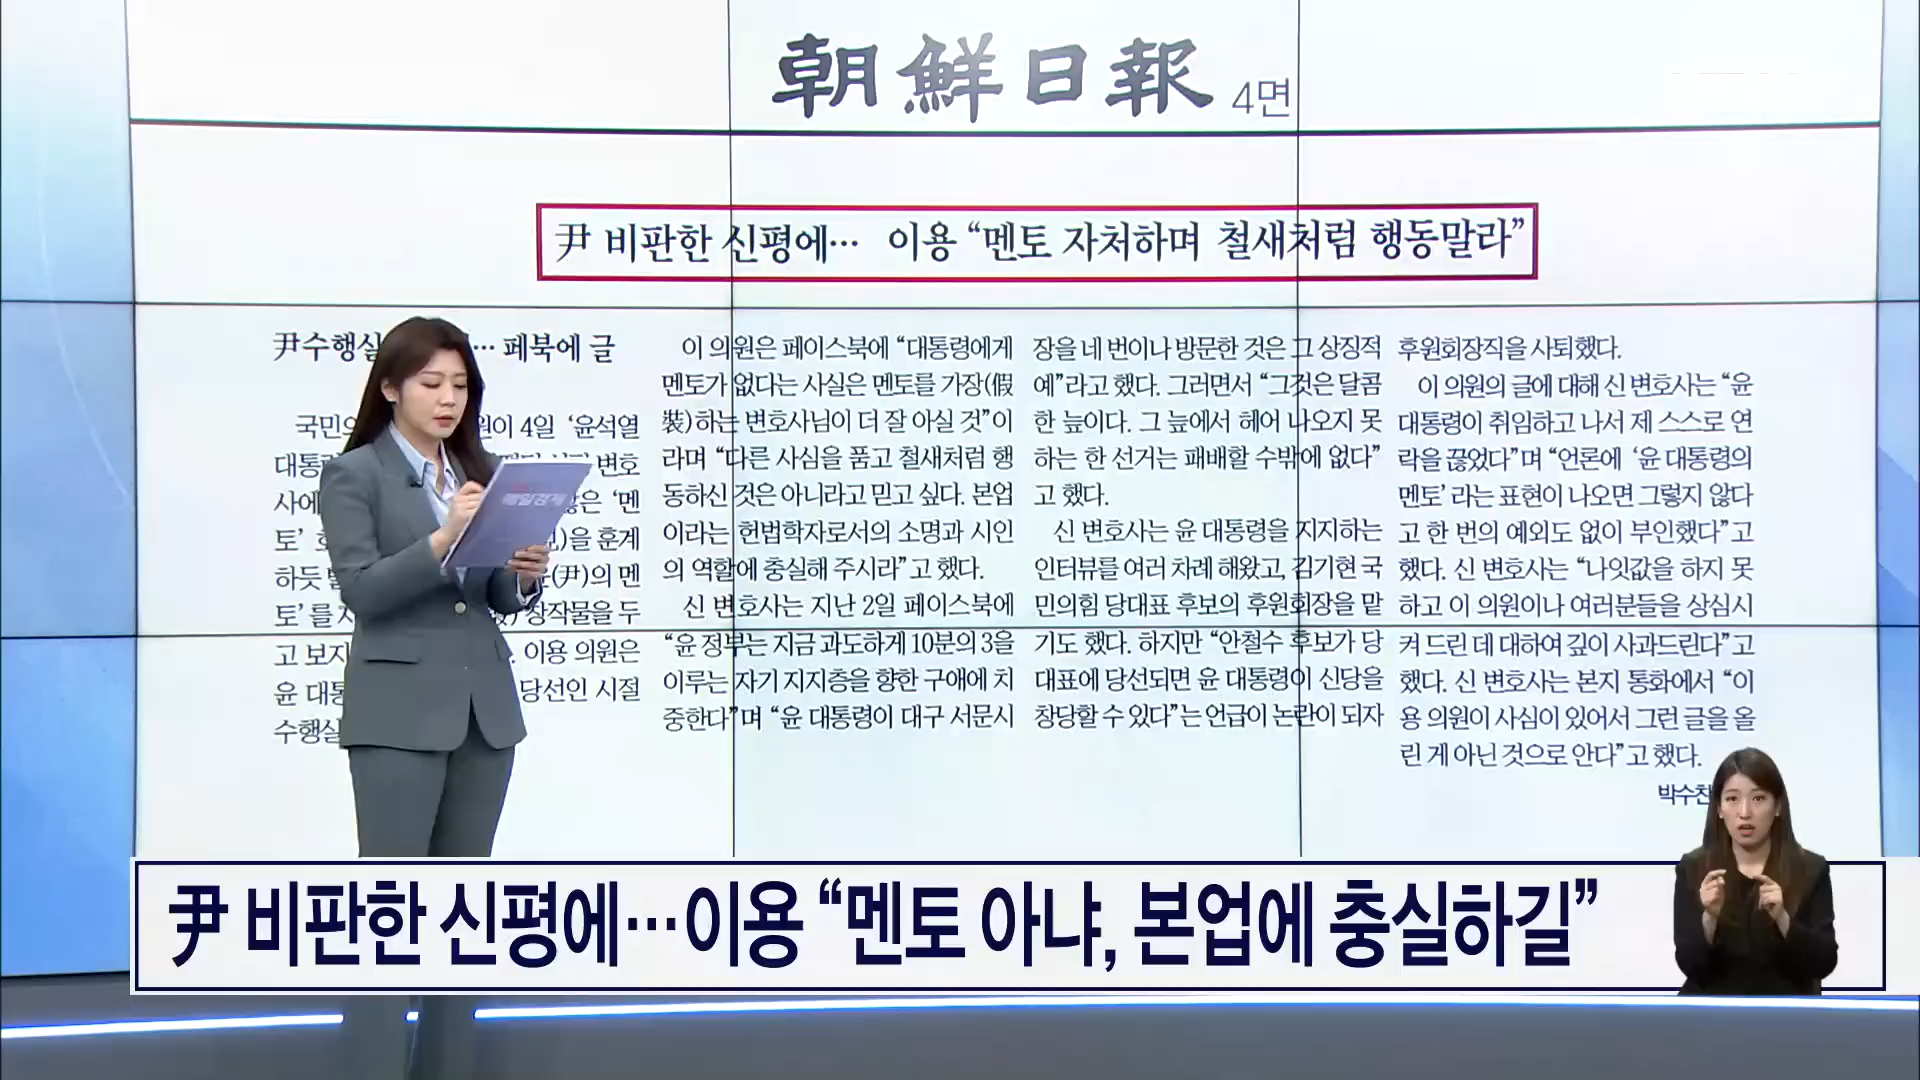 朝鮮日報 4면
尹 비판한 신평에… 이용 “멘토 자처하며 철새처럼 행동말라”
尹수행실 … 페북에 글
국민의 원이 4일 ‘윤석열
대통령 변호
사에 ‘멘
토’ 을 훈계
하듯 (尹)의 멘
토’를 창작물을 두
고 보지 . 이용 의원은
윤 대통 당선인 시절
수행실
이 의원은 페이스북에 “대통령에게
멘토가 없다는 사실은 멘토를 가장(假
裝)하는 변호사님이 더 잘 아실 것”이
라며 “다른 사심을 품고 철새처럼 행
동하신 것은 아니라고 믿고 싶다. 본업
이라는 헌법학자로서의 소명과 시인
의 역할에 충실해 주시라”고 했다.
신 변호사는 지난 2일 페이스북에
“윤 정부는 지금 과도하게 10분의 3을
이루는 자기 지지층을 향한 구애에 치
중한다”며 “윤 대통령이 대구 서문시
장을 네 번이나 방문한 것은 그 상징적
예”라고 했다. 그러면서 “그것은 달콤
한 늪이다. 그 늪에서 헤어 나오지 못
하는 한 선거는 패배할 수밖에 없다”
고 했다.
신 변호사는 윤 대통령을 지지하는
인터뷰를 여러 차례 해왔고, 김기현 국
민의힘 당대표 후보의 후원회장을 맡
기도 했다. 하지만 “안철수 후보가 당
대표에 당선되면 윤 대통령이 신당을
창당할 수 있다”는 언급이 논란이 되자
후원회장직을 사퇴했다.
이 의원의 글에 대해 신 변호사는 “윤
대통령이 취임하고 나서 제 스스로 연
락을 끊었다”며 “언론에 ‘윤 대통령의
멘토’라는 표현이 나오면 그렇지 않다
고 한 번의 예외도 없이 부인했다”고
했다. 신 변호사는 “나잇값을 하지 못
하고 이 의원이나 여러분들을 상심시
켜 드린 데 대하여 깊이 사과드린다”고
했다. 신 변호사는 본지 통화에서 “이
용 의원이 사심이 있어서 그런 글을 올
린 게 아닌 것으로 안다”고 했다.
박수찬
매일경제
尹 비판한 신평에…이용 “멘토 아냐, 본업에 충실하길”